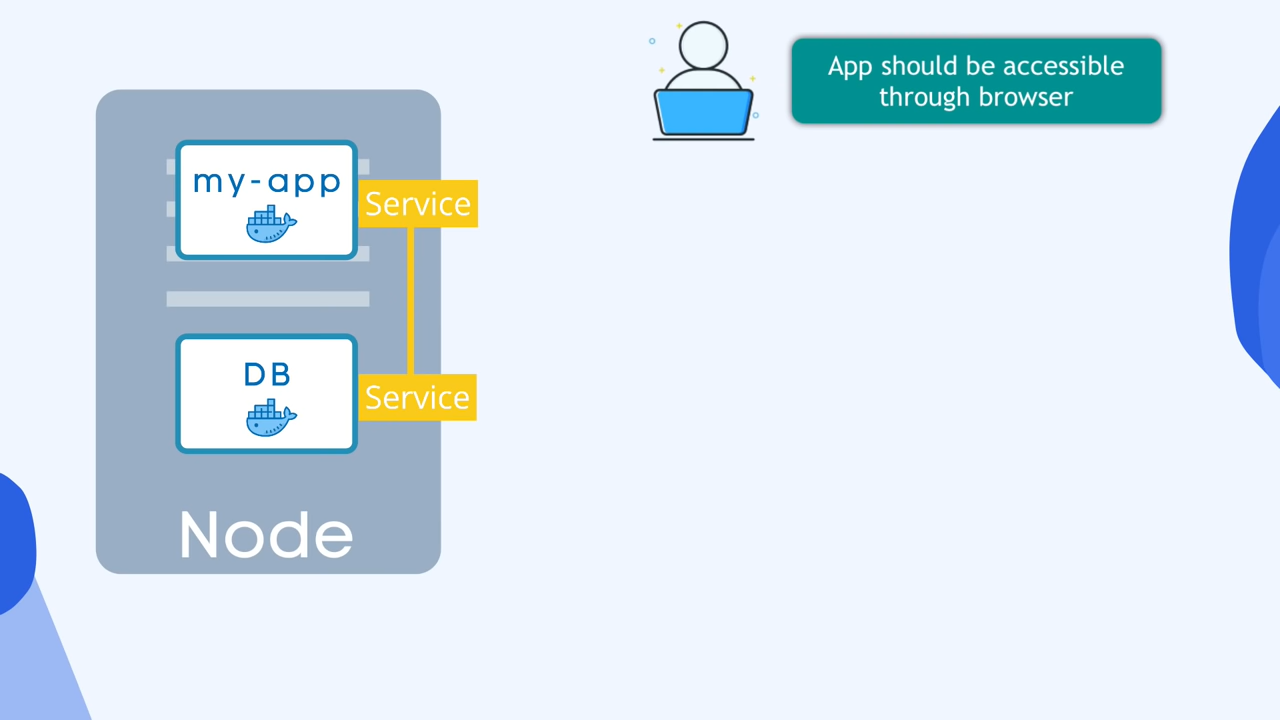 App should be accessible
through browser
my-app
Service
DB
Service
Node